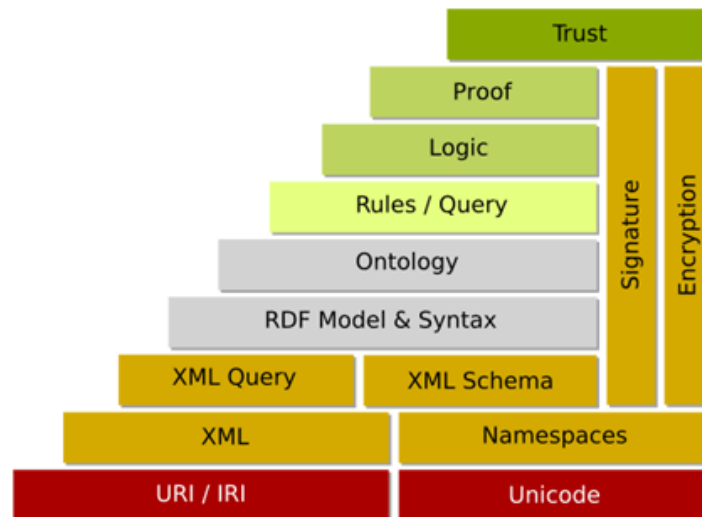 Trust
Proof
Logic
Rules / Query
Ontology
RDF Model & Syntax
Signature
Encryption
XML Query
XML Schema
XML
Namespaces
URI / IRI
Unicode